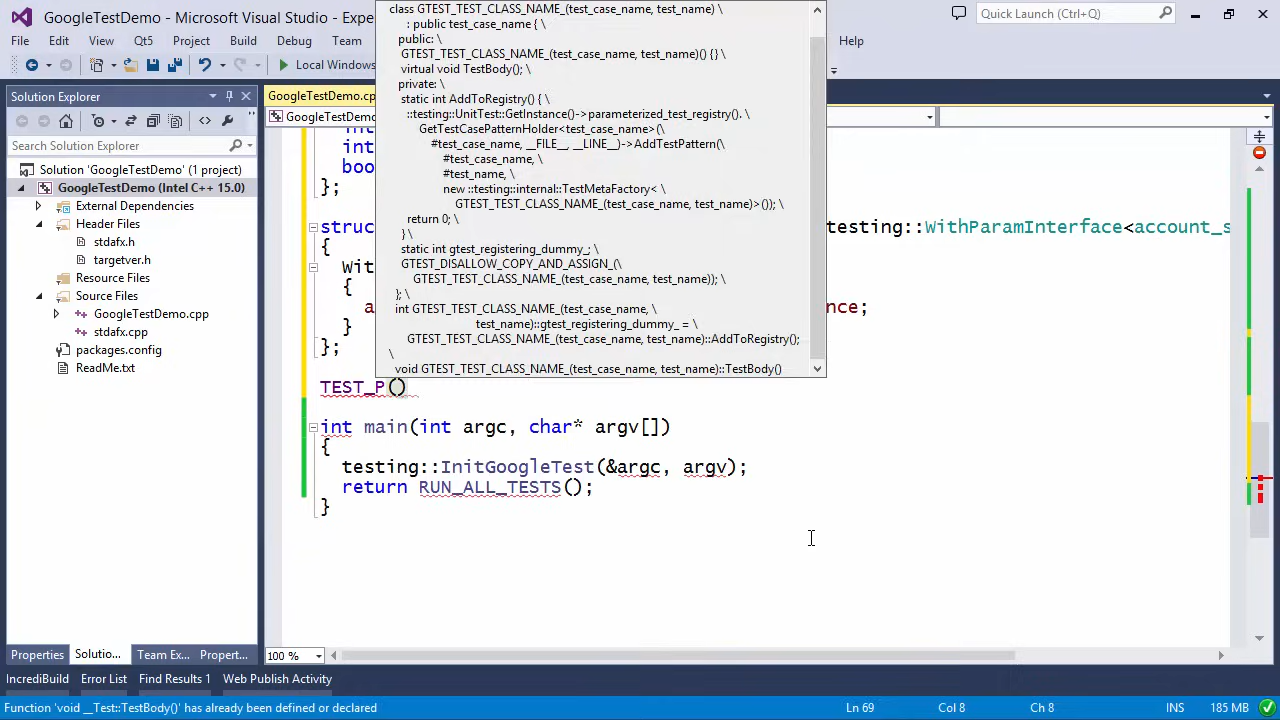 GoogleTestDemo - Microsoft Visual Studio - Expe
Quick Launch (Ctrl+Q)
File Edit View Qt5 Project Build Debug Team Help
Local Windows
class GTEST_TEST_CLASS_NAME_(test_case_name, test_name) \
: public test_case_name { \
public: \
GTEST_TEST_CLASS_NAME_(test_case_name, test_name)() {} \
virtual void TestBody(); \
private: \
static int AddToRegistry() { \
::testing::UnitTest::GetInstance()->parameterized_test_registry(). \
GetTestCasePatternHolder<test_case_name>(\
#test_case_name, __FILE__, __LINE__)->AddTestPattern(\
#test_case_name, \
#test_name, \
new ::testing::internal::TestMetaFactory< \
GTEST_TEST_CLASS_NAME_(test_case_name, test_name)>()); \
return 0; \
} \
static int gtest_registering_dummy_; \
GTEST_DISALLOW_COPY_AND_ASSIGN_(\
GTEST_TEST_CLASS_NAME_(test_case_name, test_name)); \
}; \
int GTEST_TEST_CLASS_NAME_(test_case_name, \
test_name)::gtest_registering_dummy_ = \
GTEST_TEST_CLASS_NAME_(test_case_name, test_name)::AddToRegistry();
\
void GTEST_TEST_CLASS_NAME_(test_case_name, test_name)::TestBody()
Solution Explorer
Search Solution Explorer
Solution 'GoogleTestDemo' (1 project)
GoogleTestDemo (Intel C++ 15.0)
External Dependencies
Header Files
stdafx.h
targetver.h
Resource Files
Source Files
GoogleTestDemo.cpp
stdafx.cpp
packages.config
ReadMe.txt
GoogleTestDemo.cp
GoogleTestDemo
int
boo
};
struc testing::WithParamInterface<account_s
{
Wit
{
a nce;
}
};
TEST_P()
int main(int argc, char* argv[])
{
testing::InitGoogleTest(&argc, argv);
return RUN_ALL_TESTS();
}
100 %
Properties Solutio... Team Ex... Propert...
IncrediBuild Error List Find Results 1 Web Publish Activity
Function 'void __Test::TestBody()' has already been defined or declared Ln 69 Col 8 Ch 8 INS 185 MB